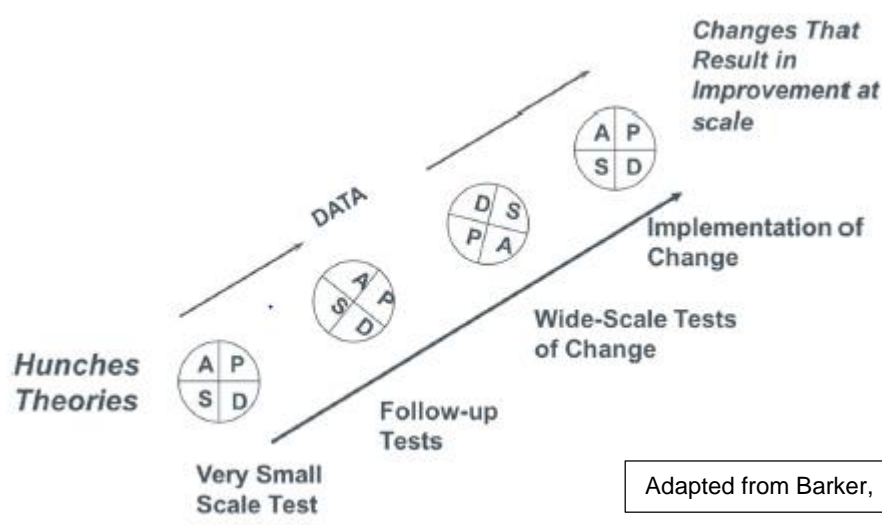 Changes That
Result in
Improvement at
scale
A P
S D
DATA
D S
P A
Implementation of
Change
A P
S D
Wide-Scale Tests
of Change
Hunches
Theories
A P
S D
Follow-up
Tests
Very Small
Scale Test
Adapted from Barker,